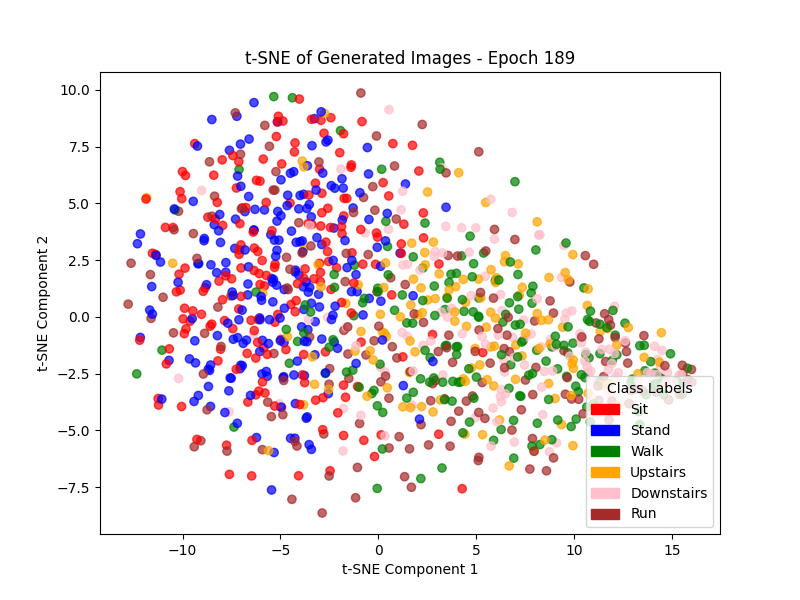 t-SNE of Generated Images - Epoch 189
10.0
7.5
5.0
2.5
0.0
−2.5
−5.0
−7.5
t-SNE Component 2
Class Labels
Sit
Stand
Walk
Upstairs
Downstairs
Run
−10
−5
0
5
10
15
t-SNE Component 1